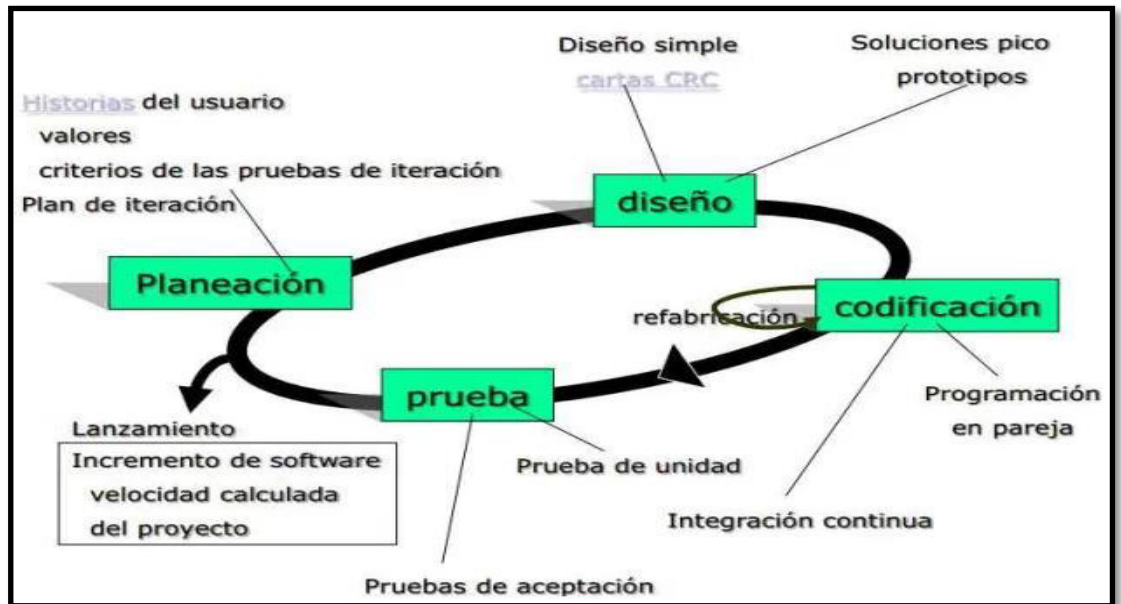 Diseño simple
cartas CRC
Soluciones pico
prototipos
Historias del usuario
valores
criterios de las pruebas de iteración
Plan de iteración
diseño
Planeación
refabricación
codificación
prueba
Programación
en pareja
Lanzamiento
Incremento de software
velocidad calculada
del proyecto
Prueba de unidad
Integración continua
Pruebas de aceptación